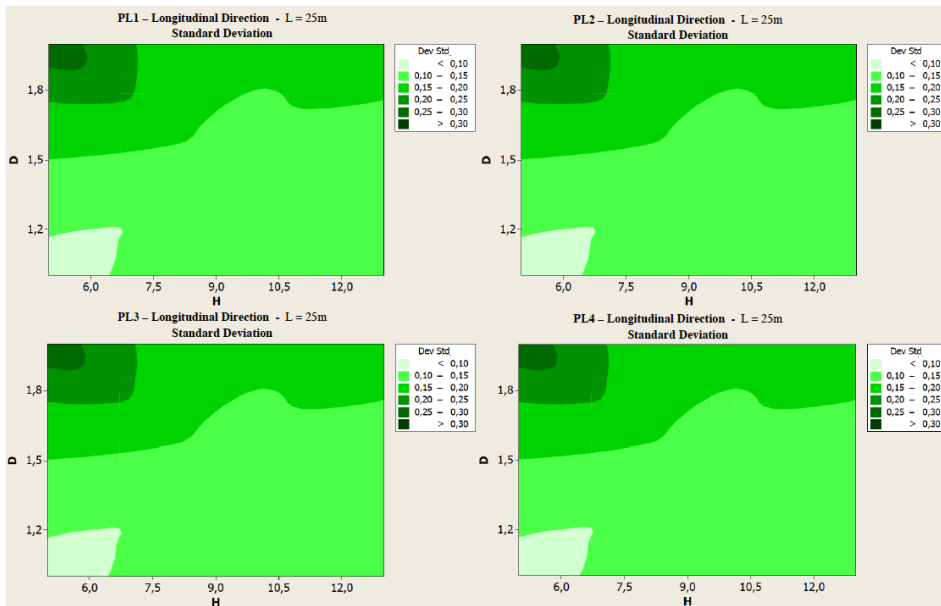 PL1 – Longitudinal Direction - L = 25m
Standard Deviation
Dev Std
< 0,10
0,10 – 0,15
0,15 – 0,20
0,20 – 0,25
0,25 – 0,30
> 0,30
1,8
1,5
1,2
D
6,0 7,5 9,0 10,5 12,0
H
PL2 – Longitudinal Direction - L = 25m
Standard Deviation
Dev Std
< 0,10
0,10 – 0,15
0,15 – 0,20
0,20 – 0,25
0,25 – 0,30
> 0,30
1,8
1,5
1,2
D
6,0 7,5 9,0 10,5 12,0
H
PL3 – Longitudinal Direction - L = 25m
Standard Deviation
Dev Std
< 0,10
0,10 – 0,15
0,15 – 0,20
0,20 – 0,25
0,25 – 0,30
> 0,30
1,8
1,5
1,2
D
6,0 7,5 9,0 10,5 12,0
H
PL4 – Longitudinal Direction - L = 25m
Standard Deviation
Dev Std
< 0,10
0,10 – 0,15
0,15 – 0,20
0,20 – 0,25
0,25 – 0,30
> 0,30
1,8
1,5
1,2
D
6,0 7,5 9,0 10,5 12,0
H